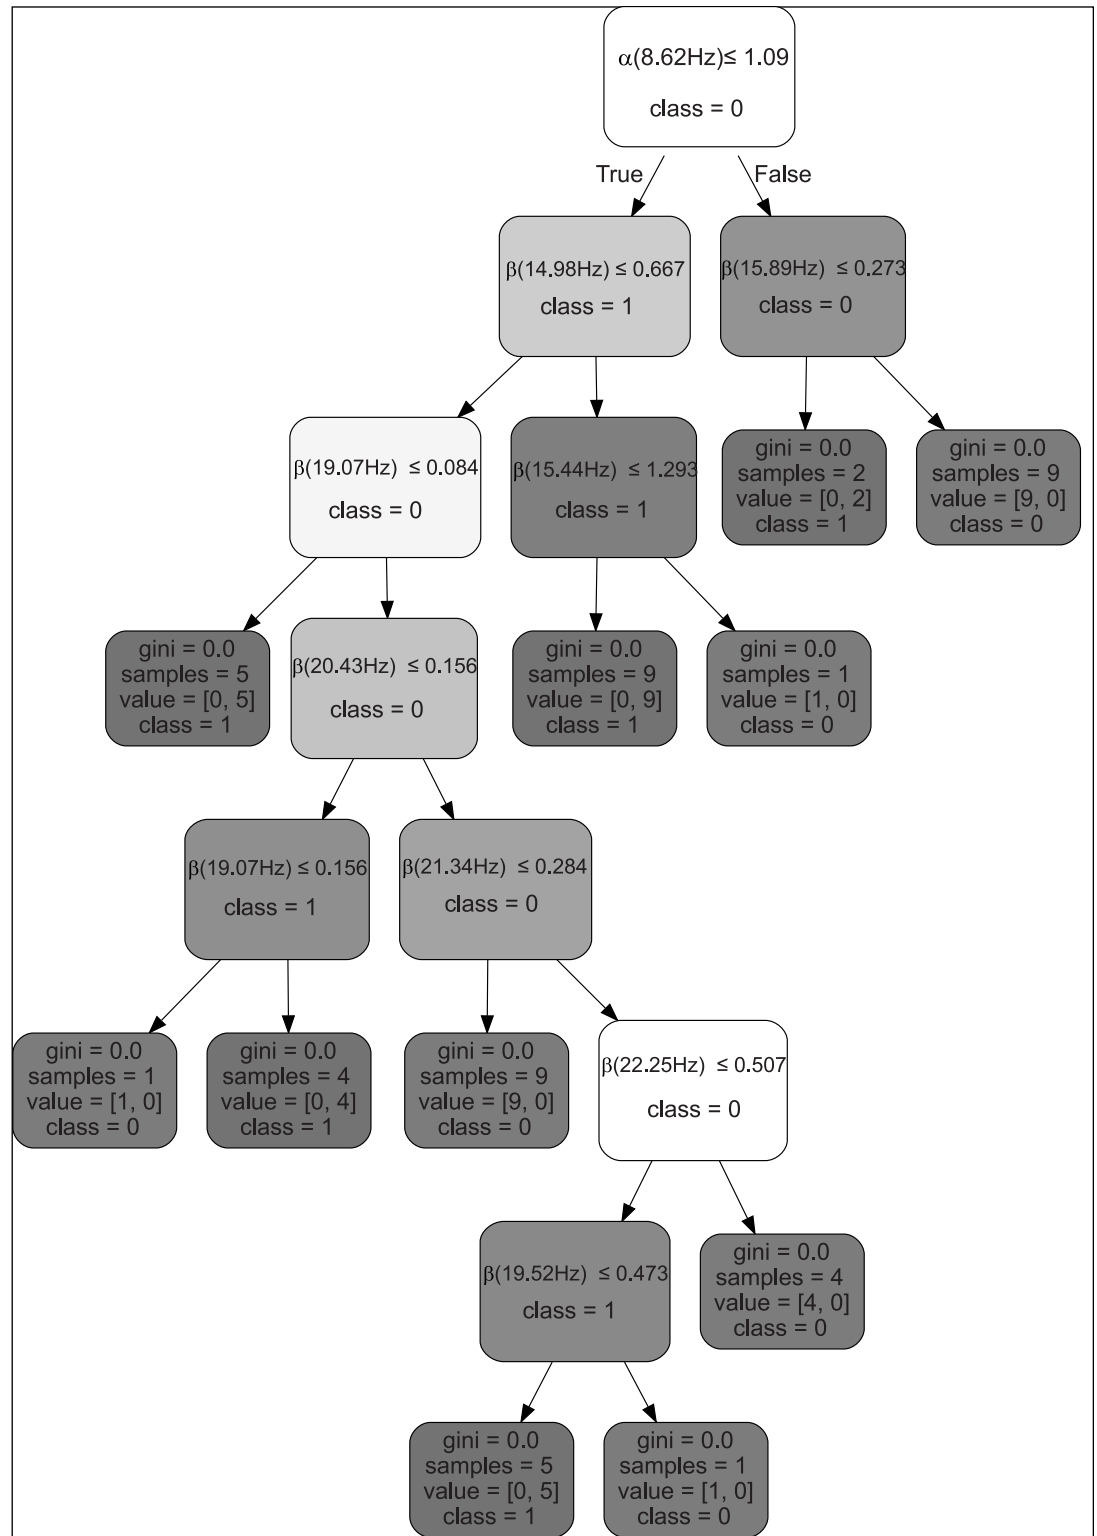 α(8.62Hz)≤ 1.09
class = 0
True
False
β(14.98Hz) ≤ 0.667
class = 1
β(15.89Hz) ≤ 0.273
class = 0
β(19.07Hz) ≤ 0.084
class = 0
β(15.44Hz) ≤ 1.293
class = 1
gini = 0.0
samples = 2
value = [0, 2]
class = 1
gini = 0.0
samples = 9
value = [9, 0]
class = 0
gini = 0.0
samples = 5
value = [0, 5]
class = 1
β(20.43Hz) ≤ 0.156
class = 0
gini = 0.0
samples = 9
value = [0, 9]
class = 1
gini = 0.0
samples = 1
value = [1, 0]
class = 0
β(19.07Hz) ≤ 0.156
class = 1
β(21.34Hz) ≤ 0.284
class = 0
gini = 0.0
samples = 1
value = [1, 0]
class = 0
gini = 0.0
samples = 4
value = [0, 4]
class = 1
gini = 0.0
samples = 9
value = [9, 0]
class = 0
β(22.25Hz) ≤ 0.507
class = 0
β(19.52Hz) ≤ 0.473
class = 1
gini = 0.0
samples = 4
value = [4, 0]
class = 0
gini = 0.0
samples = 5
value = [0, 5]
class = 1
gini = 0.0
samples = 1
value = [1, 0]
class = 0